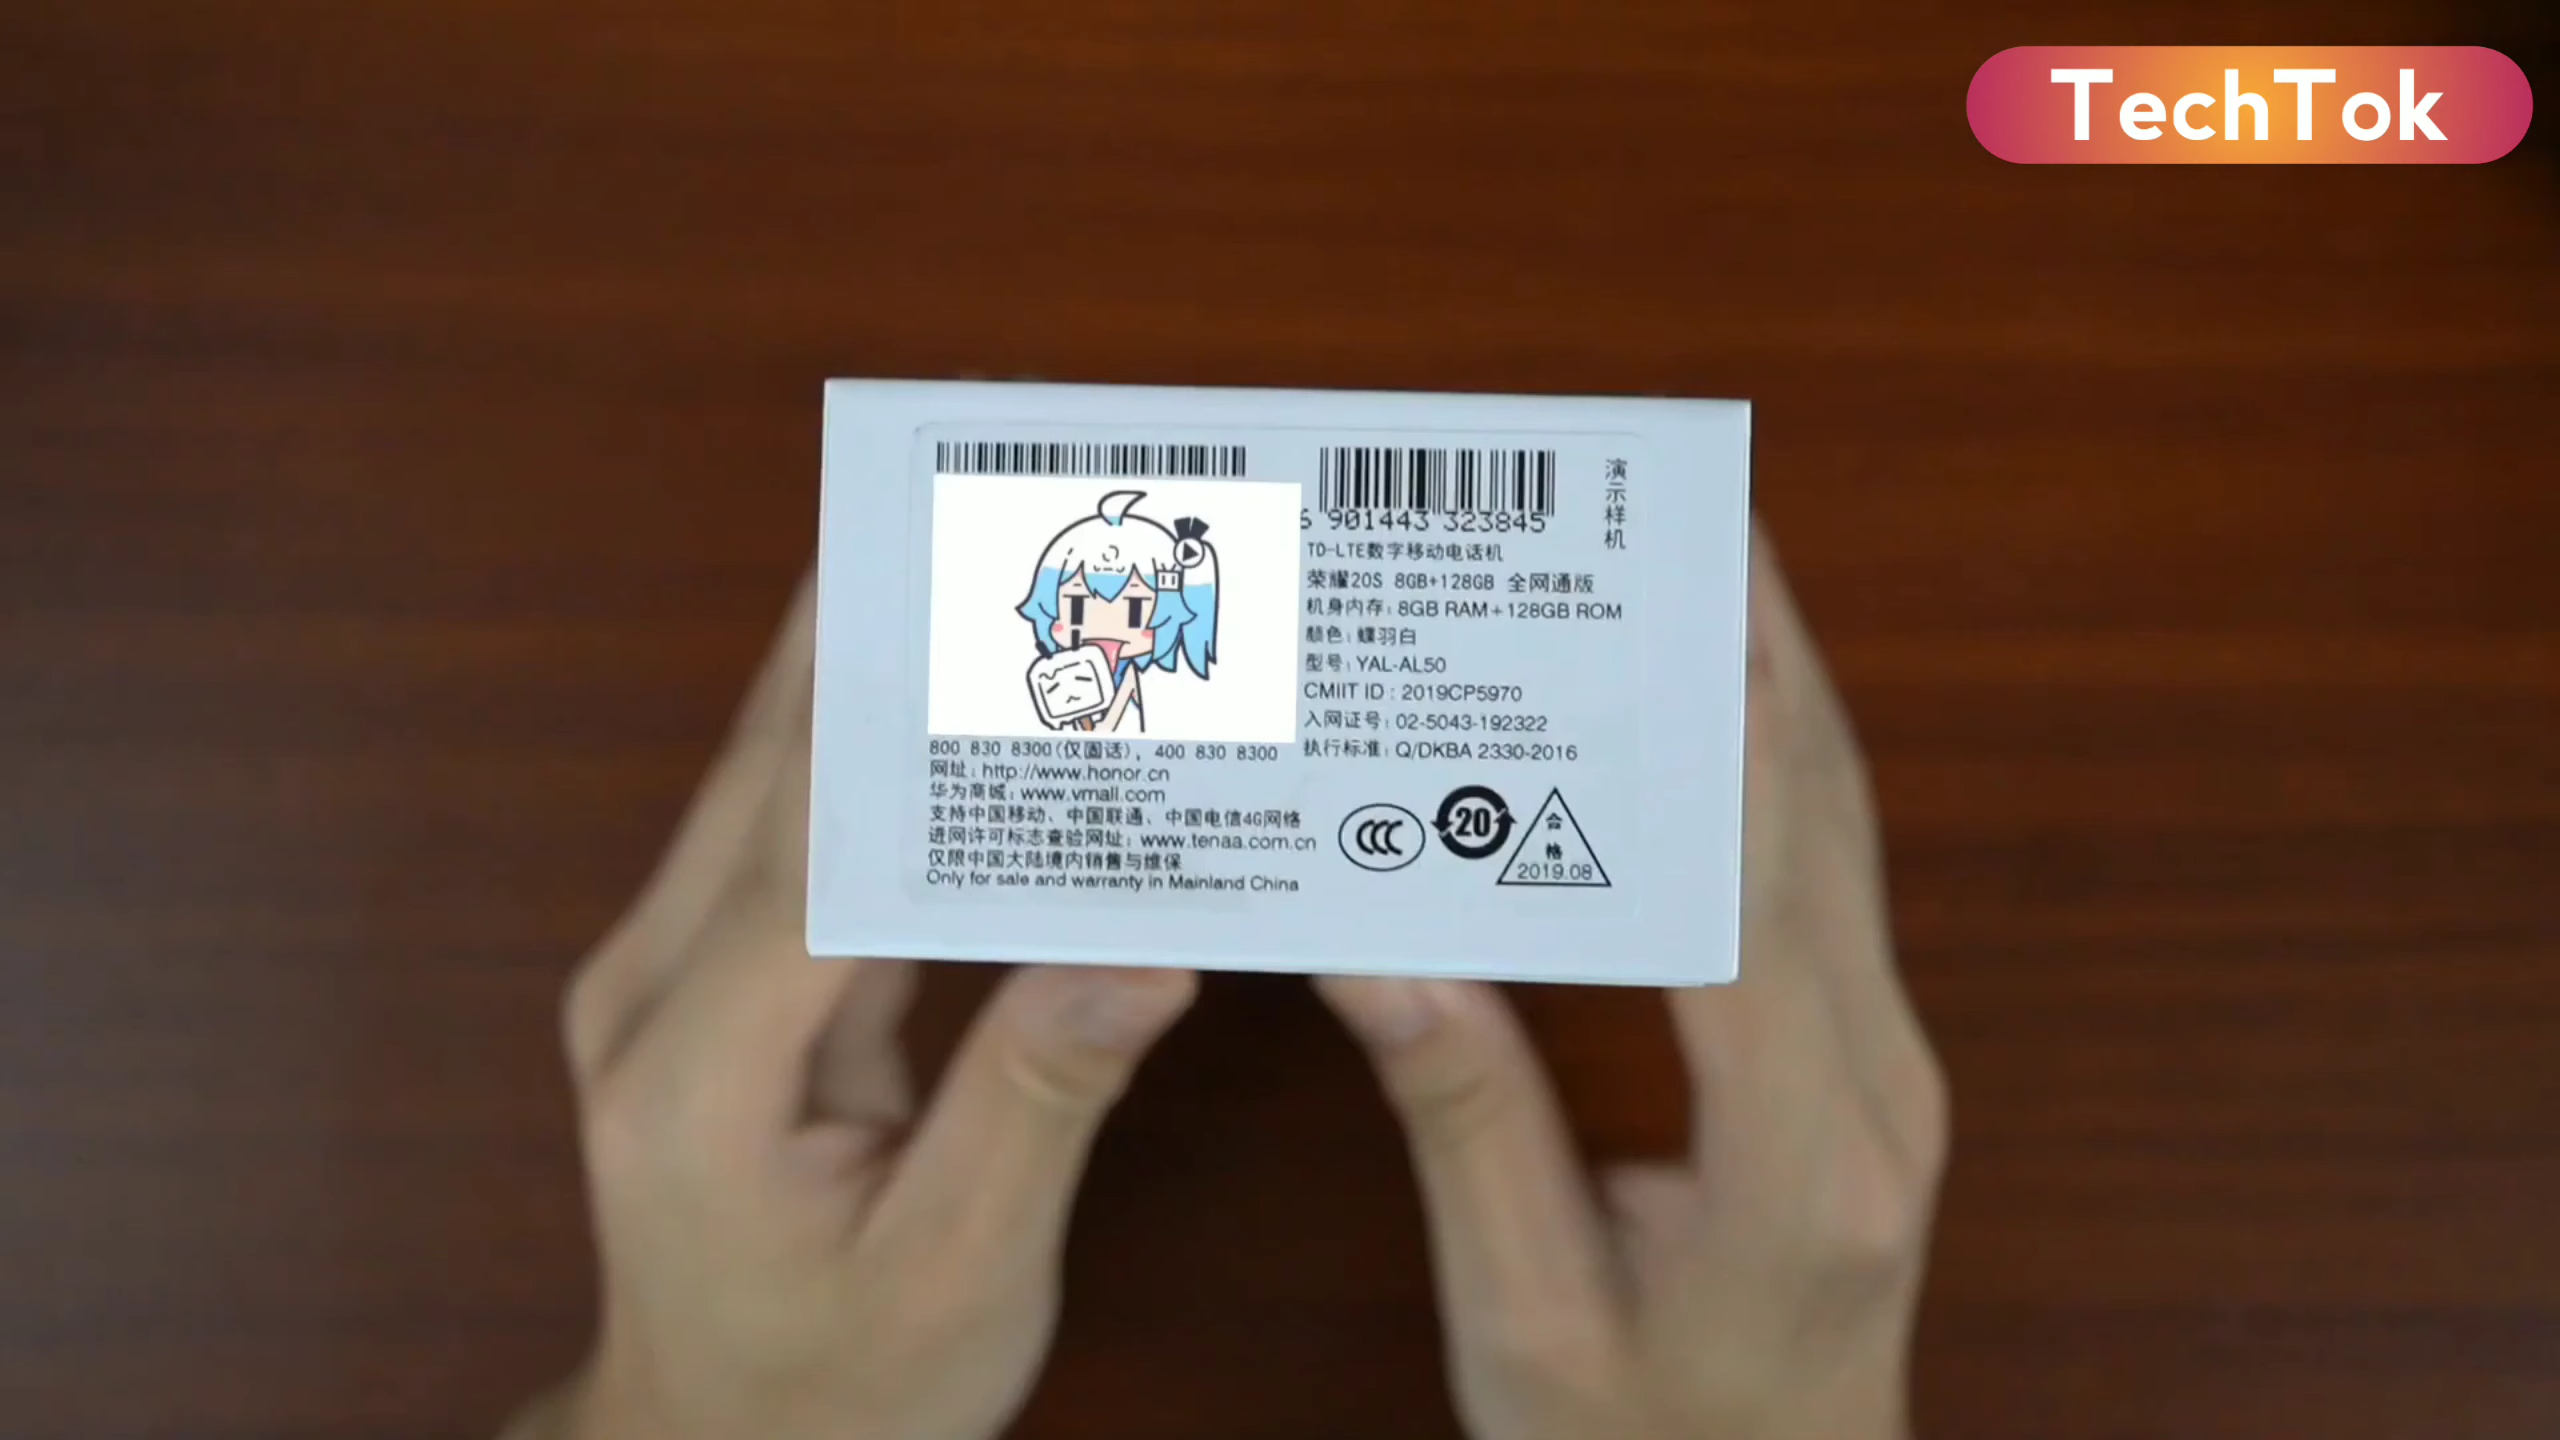 TechTok
演示样机
6 901443 323845
TD-LTE数字移动电话机
荣耀20S 8GB+128GB 全网通版
机身内存: 8GB RAM+128GB ROM
颜色: 蝶羽白
型号: YAL-AL50
CMIIT ID : 2019CP5970
入网证号: 02-5043-192322
执行标准: Q/DKBA 2330-2016
800 830 8300(仅固话), 400 830 8300
网址: http://www.honor.cn
华为商城: www.vmall.com
支持中国移动、中国联通、中国电信4G网络
进网许可标志查验网址: www.tenaa.com.cn
仅限中国大陆境内销售与维保
Only for sale and warranty in Mainland China
CCC
20
合
格
2019.08